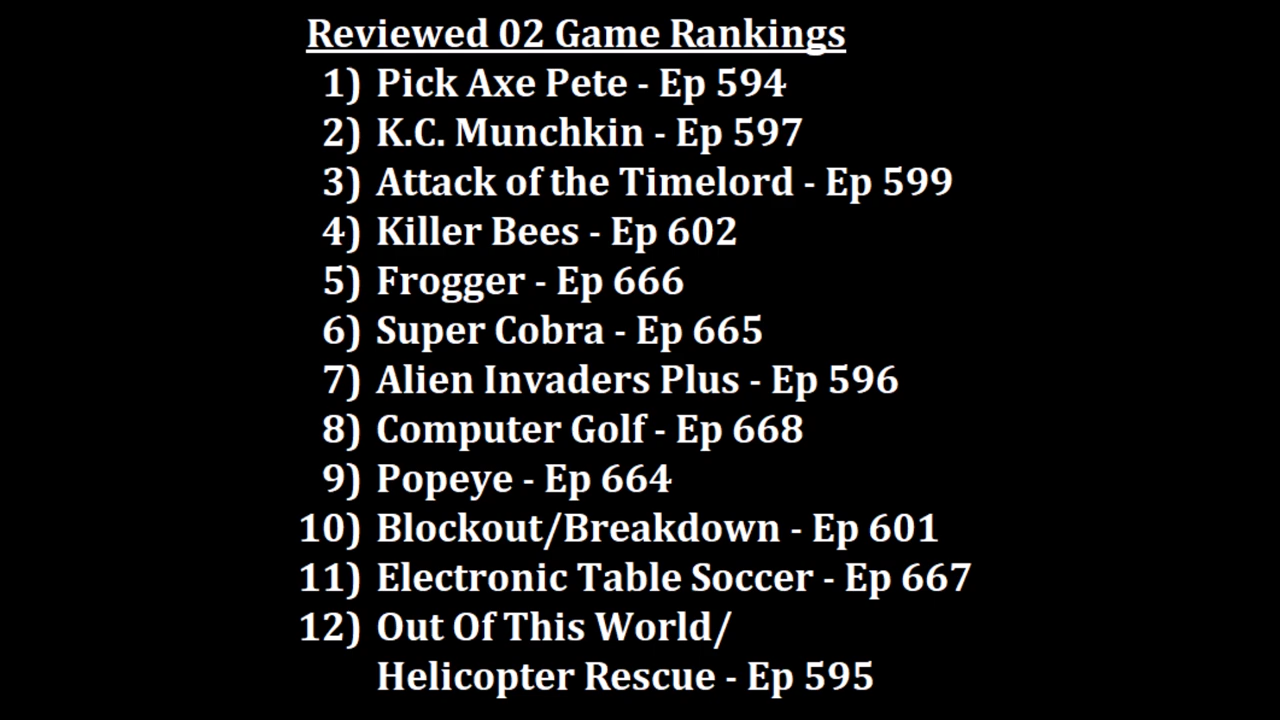 Reviewed 02 Game Rankings
1) Pick Axe Pete - Ep 594
2) K.C. Munchkin - Ep 597
3) Attack of the Timelord - Ep 599
4) Killer Bees - Ep 602
5) Frogger - Ep 666
6) Super Cobra - Ep 665
7) Alien Invaders Plus - Ep 596
8) Computer Golf - Ep 668
9) Popeye - Ep 664
10) Blockout/Breakdown - Ep 601
11) Electronic Table Soccer - Ep 667
12) Out Of This World/
Helicopter Rescue - Ep 595